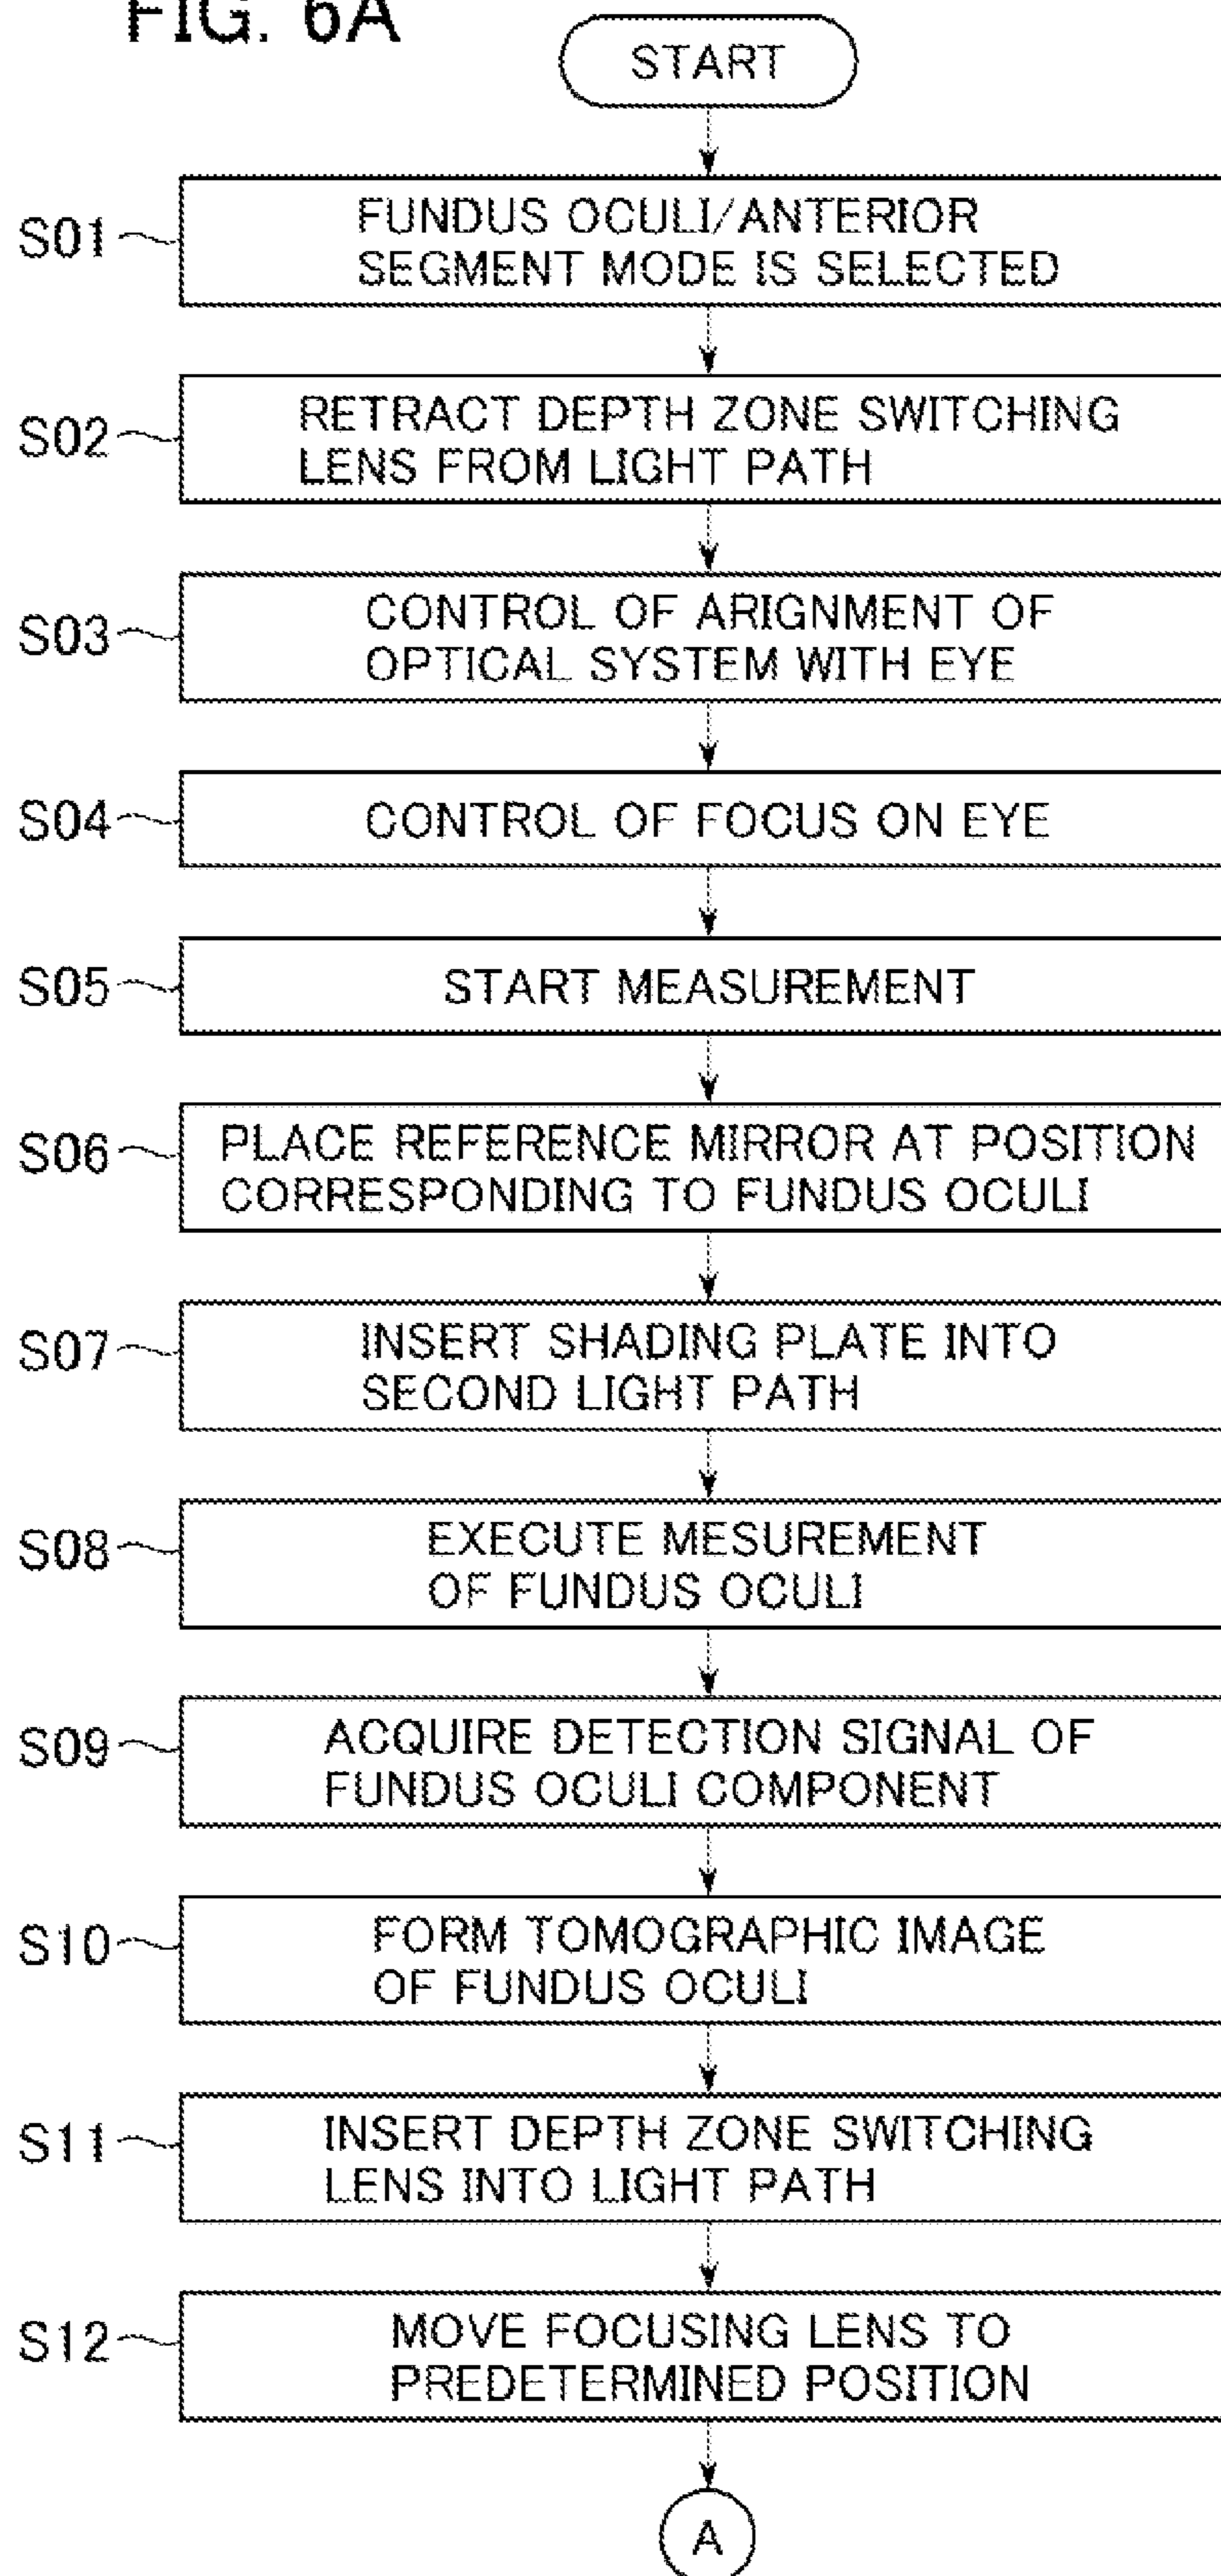 FIG. 6A
START
S01
FUNDUS OCULI/ANTERIOR
SEGMENT MODE IS SELECTED
S02
RETRACT DEPTH ZONE SWITCHING
LENS FROM LIGHT PATH
S03
CONTROL OF ARIGNMENT OF
OPTICAL SYSTEM WITH EYE
S04
CONTROL OF FOCUS ON EYE
S05
START MEASUREMENT
S06
PLACE REFERENCE MIRROR AT POSITION
CORRESPONDING TO FUNDUS OCULI
S07
INSERT SHADING PLATE INTO
SECOND LIGHT PATH
S08
EXECUTE MESUREMENT
OF FUNDUS OCULI
S09
ACQUIRE DETECTION SIGNAL OF
FUNDUS OCULI COMPONENT
S10
FORM TOMOGRAPHIC IMAGE
OF FUNDUS OCULI
S11
INSERT DEPTH ZONE SWITCHING
LENS INTO LIGHT PATH
S12
MOVE FOCUSING LENS TO
PREDETERMINED POSITION
A